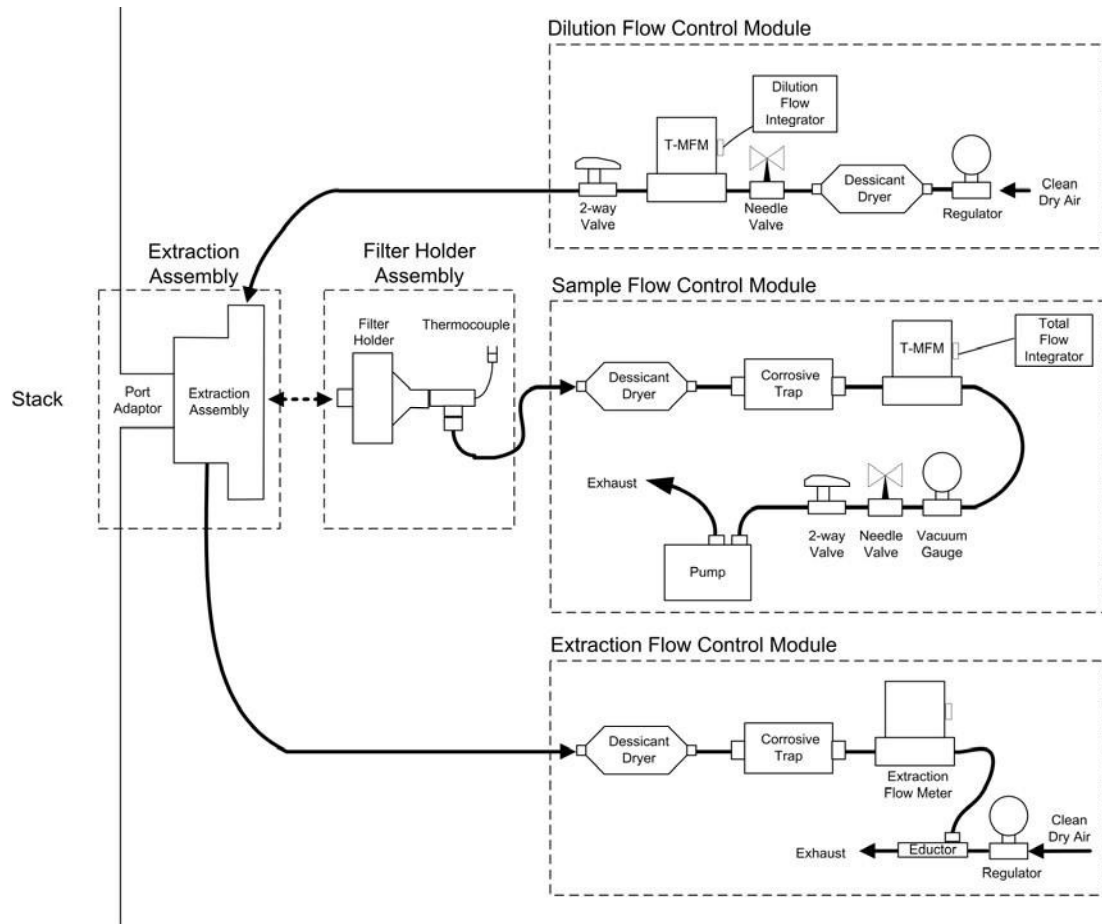 Dilution Flow Control Module
Dilution
Flow
Integrator
T-MFM
2-way
Valve
Needle
Valve
Dessicant
Dryer
Regulator
Clean
Dry Air
Extraction
Assembly
Filter Holder
Assembly
Sample Flow Control Module
Stack
Port
Adaptor
Extraction
Assembly
Filter
Holder
Thermocouple
Dessicant
Dryer
Corrosive
Trap
T-MFM
Total
Flow
Integrator
Exhaust
Pump
2-way
Valve
Needle
Valve
Vacuum
Gauge
Extraction Flow Control Module
Dessicant
Dryer
Corrosive
Trap
Extraction
Flow Meter
Exhaust
Eductor
Regulator
Clean
Dry Air